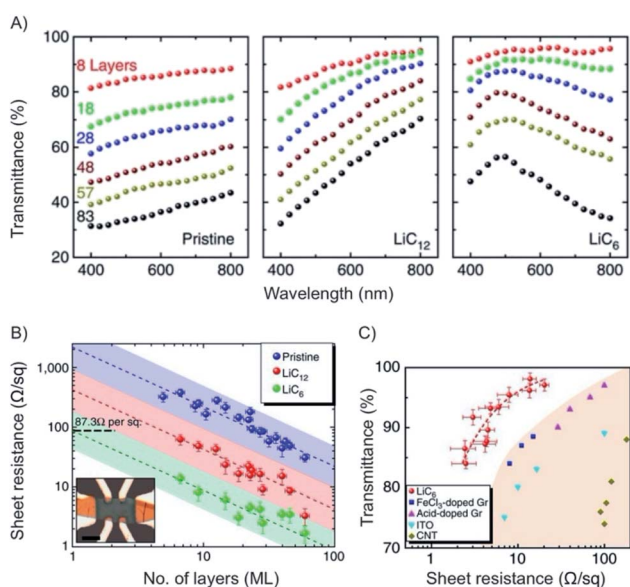 A)
Transmittance (%)
100
80
60
40
20
8 Layers
18
28
48
57
83
Pristine
LiC12
LiC6
400 600 800
400 600 800
400 600 800
Wavelength (nm)
B)
Sheet resistance (Ω/sq)
1,000
100
10
1
87.3Ω per sq.
Pristine
LiC12
LiC6
1 10 100
No. of layers (ML)
C)
Transmittance (%)
100
90
80
70
LiC6
FeCl3-doped Gr
Acid-doped Gr
ITO
CNT
1 10 100
Sheet resistance (Ω/sq)